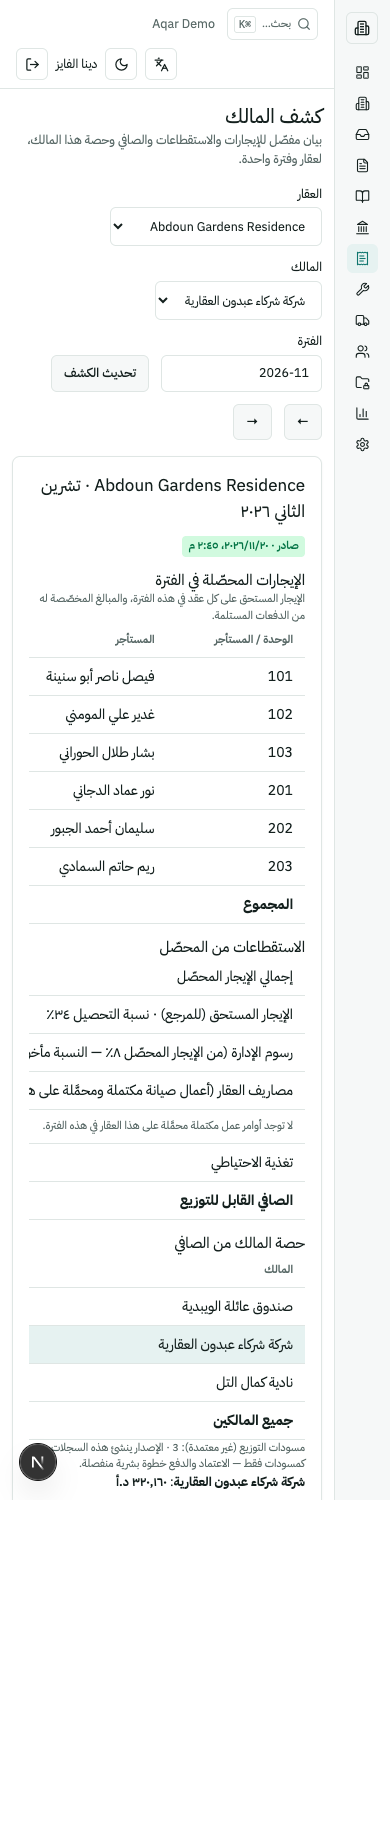 بحث... ⌘K Aqar Demo
دينا الفايز
كشف المالك
بيان مفصّل للإيجارات والاستقطاعات والصافي وحصة هذا المالك،
لعقار وفترة واحدة.
العقار
Abdoun Gardens Residence
المالك
شركة شركاء عبدون العقارية
الفترة
2026-11 تحديث الكشف
← →
Abdoun Gardens Residence · تشرين
الثاني ٢٠٢٦
صادر · ٢٠٢٦/١١/٢٠، ٢:٤٥ م
الإيجارات المحصّلة في الفترة
الإيجار المستحق على كل عقد في هذه الفترة، والمبالغ المخصّصة له
من الدفعات المستلمة.
الوحدة / المستأجر المستأجر
101 فيصل ناصر أبو سنينة
102 غدير علي المومني
103 بشار طلال الحوراني
201 نور عماد الدجاني
202 سليمان أحمد الجبور
203 ريم حاتم السمادي
المجموع
الاستقطاعات من المحصّل
إجمالي الإيجار المحصّل
الإيجار المستحق (للمرجع) · نسبة التحصيل ٣٤٪
رسوم الإدارة (من الإيجار المحصّل ٨٪ — النسبة
مصاريف العقار (أعمال صيانة مكتملة ومحمَّلة على
لا توجد أوامر عمل مكتملة محمَّلة على هذا العقار في هذه الفترة.
تغذية الاحتياطي
الصافي القابل للتوزيع
حصة المالك من الصافي
المالك
صندوق عائلة الويبدية
شركة شركاء عبدون العقارية
نادية كمال التل
جميع المالكين
مسودات التوزيع (غير معتمدة): 3 · الإصدار ينشئ هذه السجلات
كمسودات فقط — الاعتماد والدفع خطوة بشرية منفصلة.
شركة شركاء عبدون العقارية: ٣٢٠,١٦٠ د.أ
N